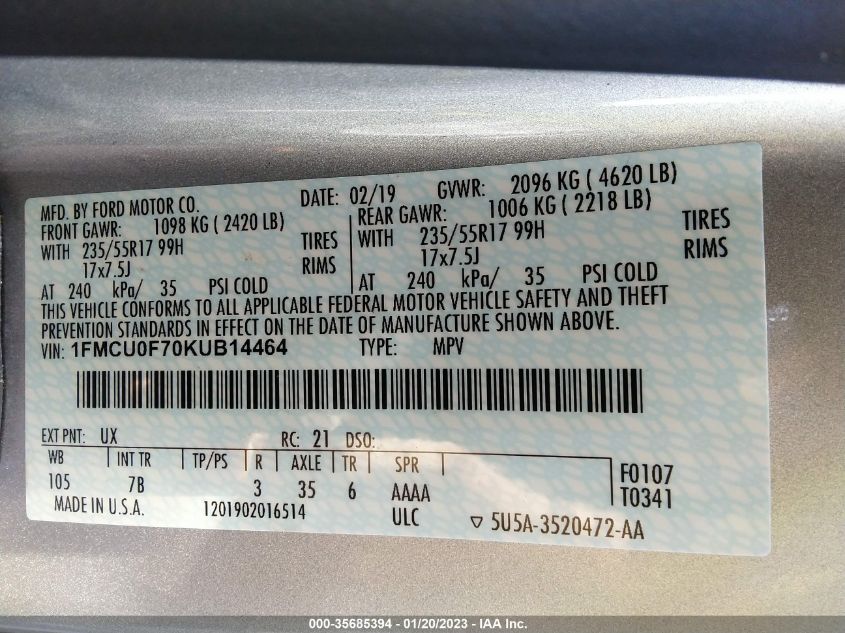 MFD. BY FORD MOTOR CO. DATE: 02/19 GVWR: 2096 KG ( 4620 LB)
FRONT GAWR: 1098 KG ( 2420 LB) REAR GAWR: 1006 KG ( 2218 LB)
WITH 235/55R17 99H TIRES WITH 235/55R17 99H TIRES
17x7.5J RIMS 17x7.5J RIMS
AT 240 kPa/ 35 PSI COLD AT 240 kPa/ 35 PSI COLD
THIS VEHICLE CONFORMS TO ALL APPLICABLE FEDERAL MOTOR VEHICLE SAFETY AND THEFT
PREVENTION STANDARDS IN EFFECT ON THE DATE OF MANUFACTURE SHOWN ABOVE.
VIN: 1FMCU0F70KUB14464 TYPE: MPV
EXT PNT: UX RC: 21 DSO:
WB INT TR TP/PS R AXLE TR SPR
105 7B 3 35 6 AAAA F0107
T0341
MADE IN U.S.A. 1201902016514 ULC ▽ 5U5A-3520472-AA
000-35685394 - 01/20/2023 - IAA Inc.